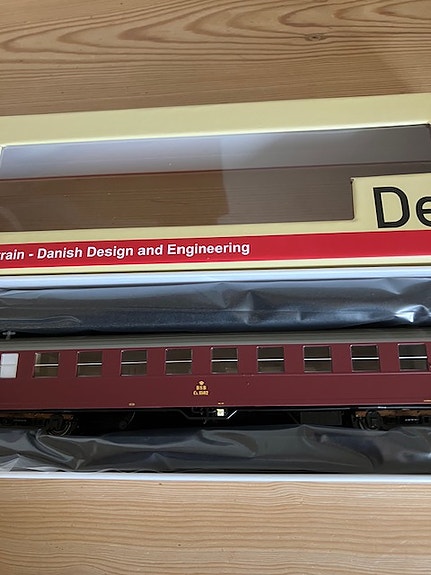 De
rain - Danish Design and Engineering
DSB